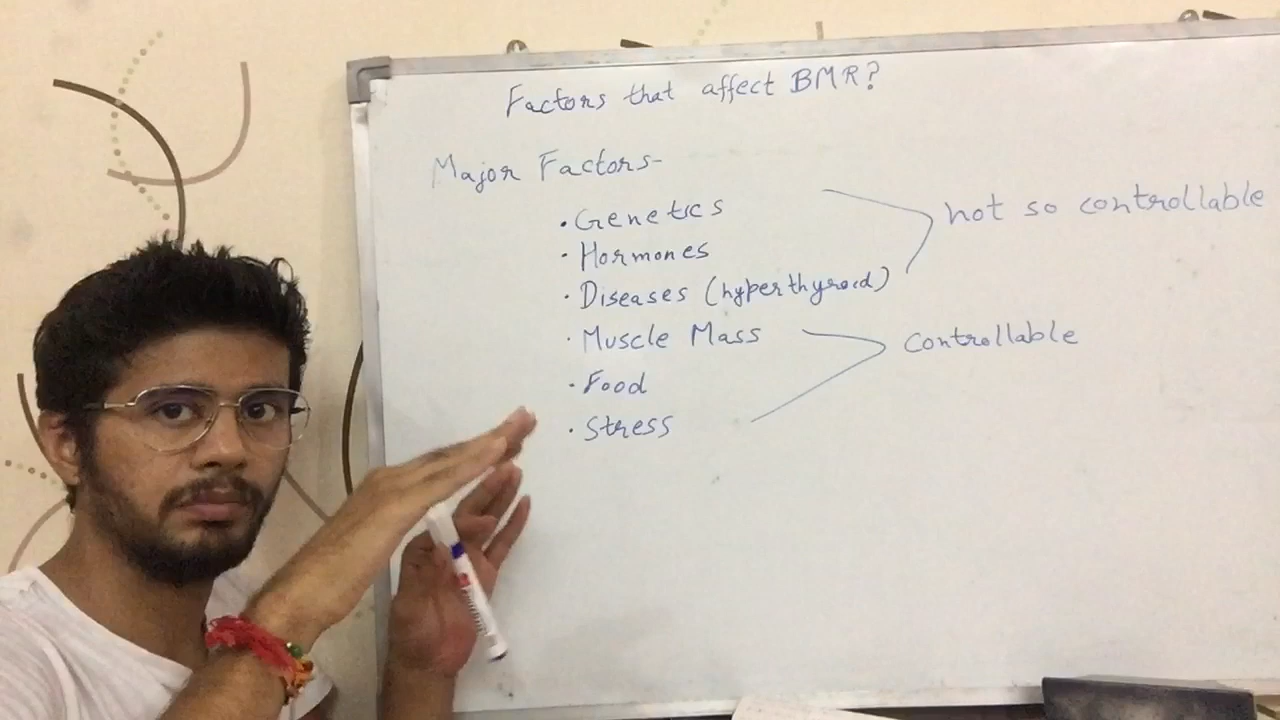 Factors that affect BMR?
Major Factors-
• Genetics
• Hormones
• Diseases (hyperthyroid)
not so controllable
• Muscle Mass
• Food
• Stress
controllable